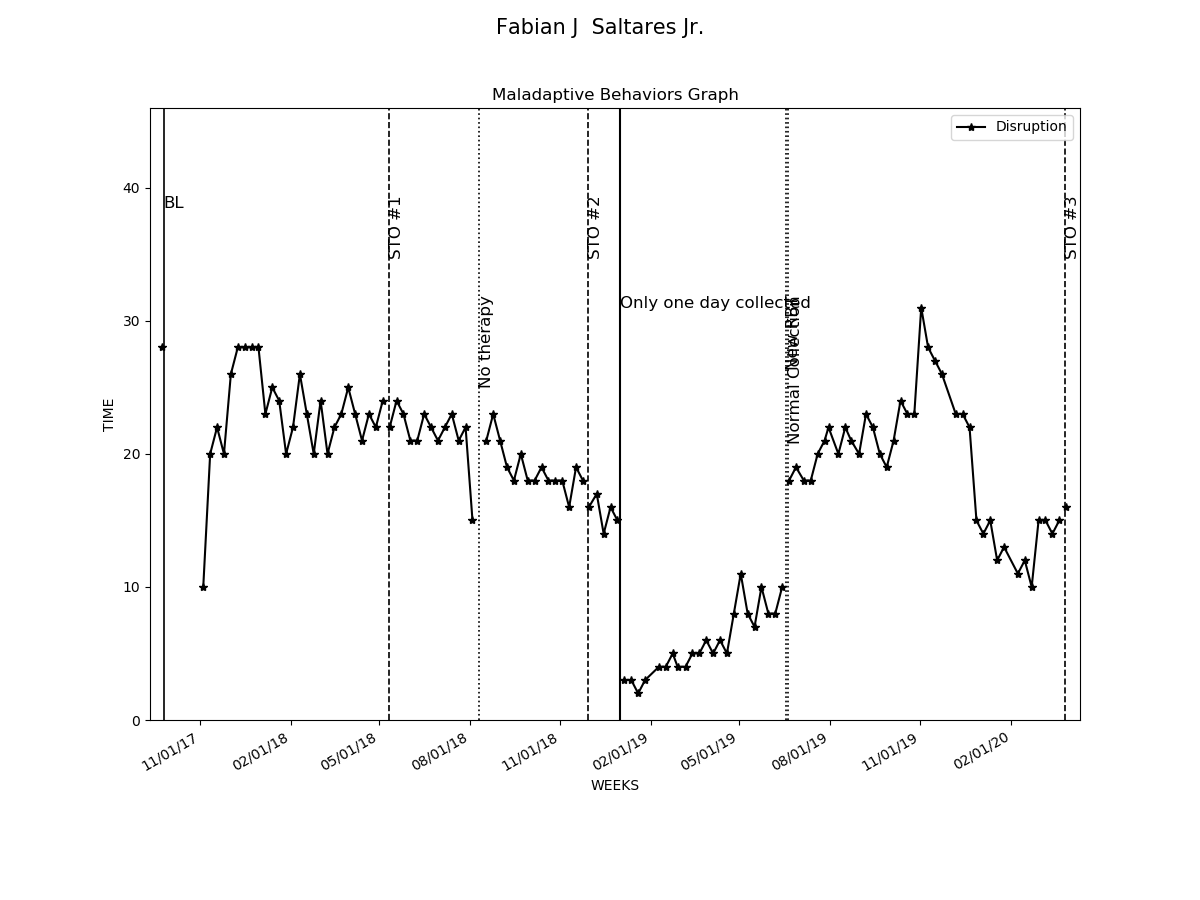 Fabian J  Saltares Jr.
Maladaptive Behaviors Graph
Disruption
BL
STO #1
No therapy
STO #2
Only one day collected
Normal Collection
STO #3
TIME
40
30
20
10
0
11/01/17
02/01/18
05/01/18
08/01/18
11/01/18
02/01/19
05/01/19
08/01/19
11/01/19
02/01/20
WEEKS